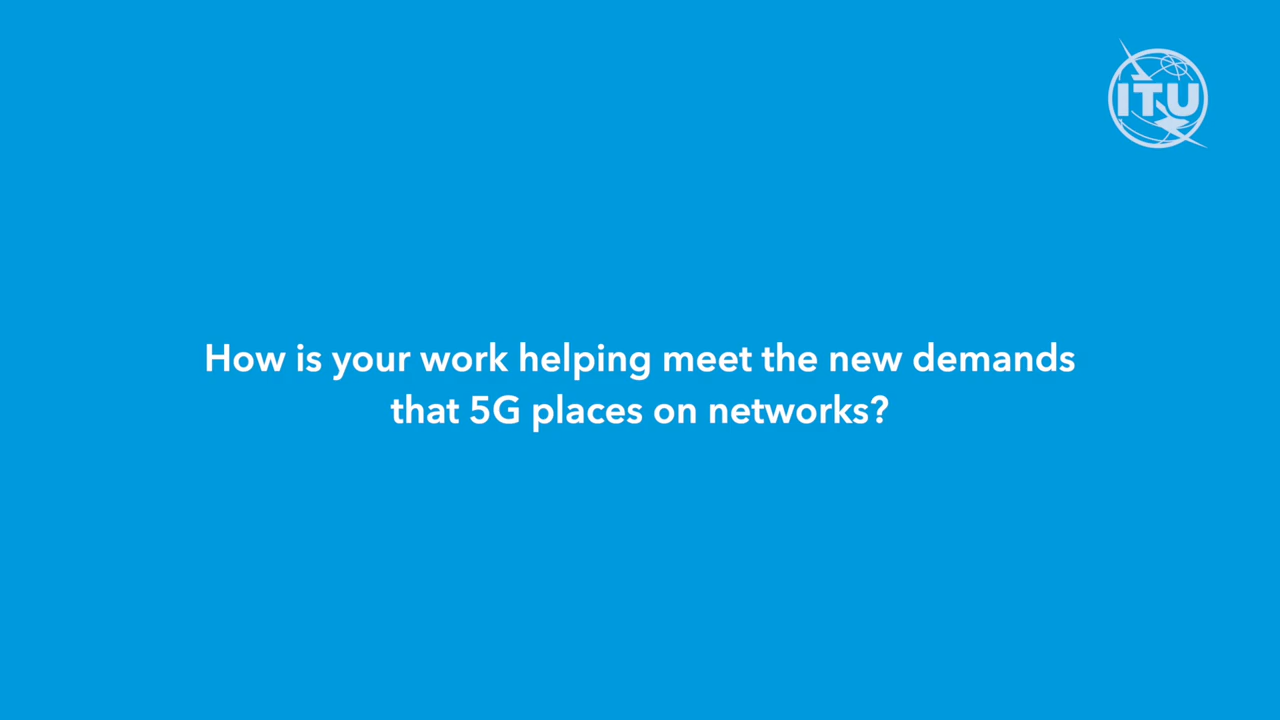 ITU
How is your work helping meet the new demands
that 5G places on networks?